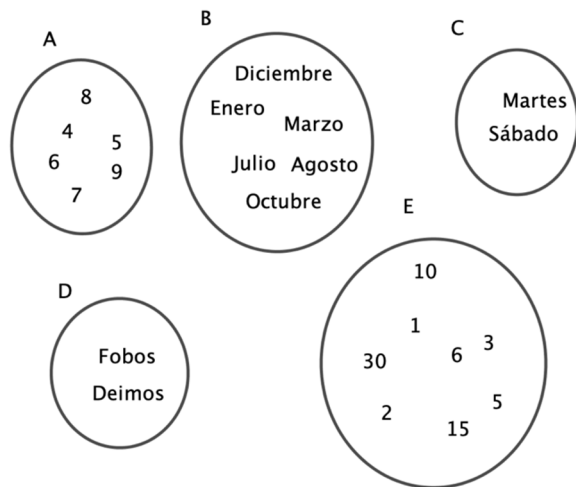 A
8
4
5
6
9
7
B
Diciembre
Enero
Marzo
Julio Agosto
Octubre
C
Martes
Sábado
D
Fobos
Deimos
E
10
1
3
30
6
5
2
15